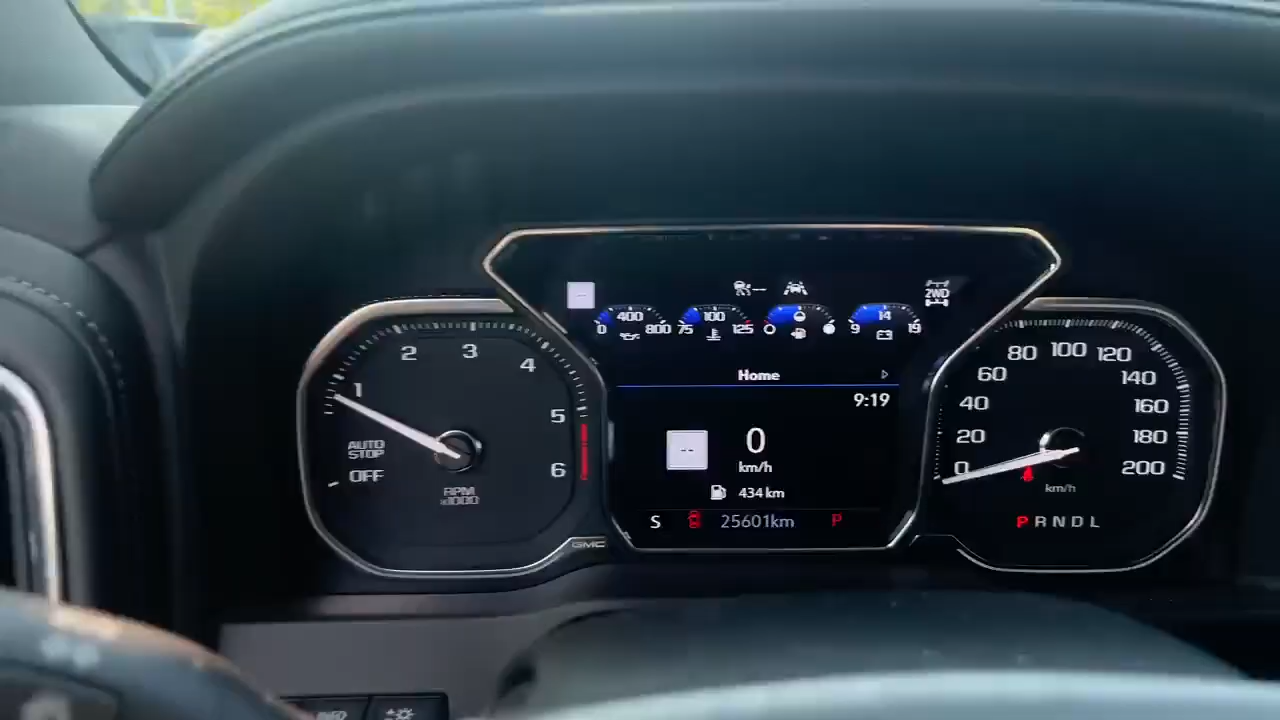 2WD
400
0 800
100
75 125
14
9 19
Home
9:19
--
--
0
km/h
434 km
S 25601km P
1
2
3
4
5
6
AUTO
STOP
OFF
RPM
x1000
GMC
0
20
40
60
80
100
120
140
160
180
200
km/h
PRNDL